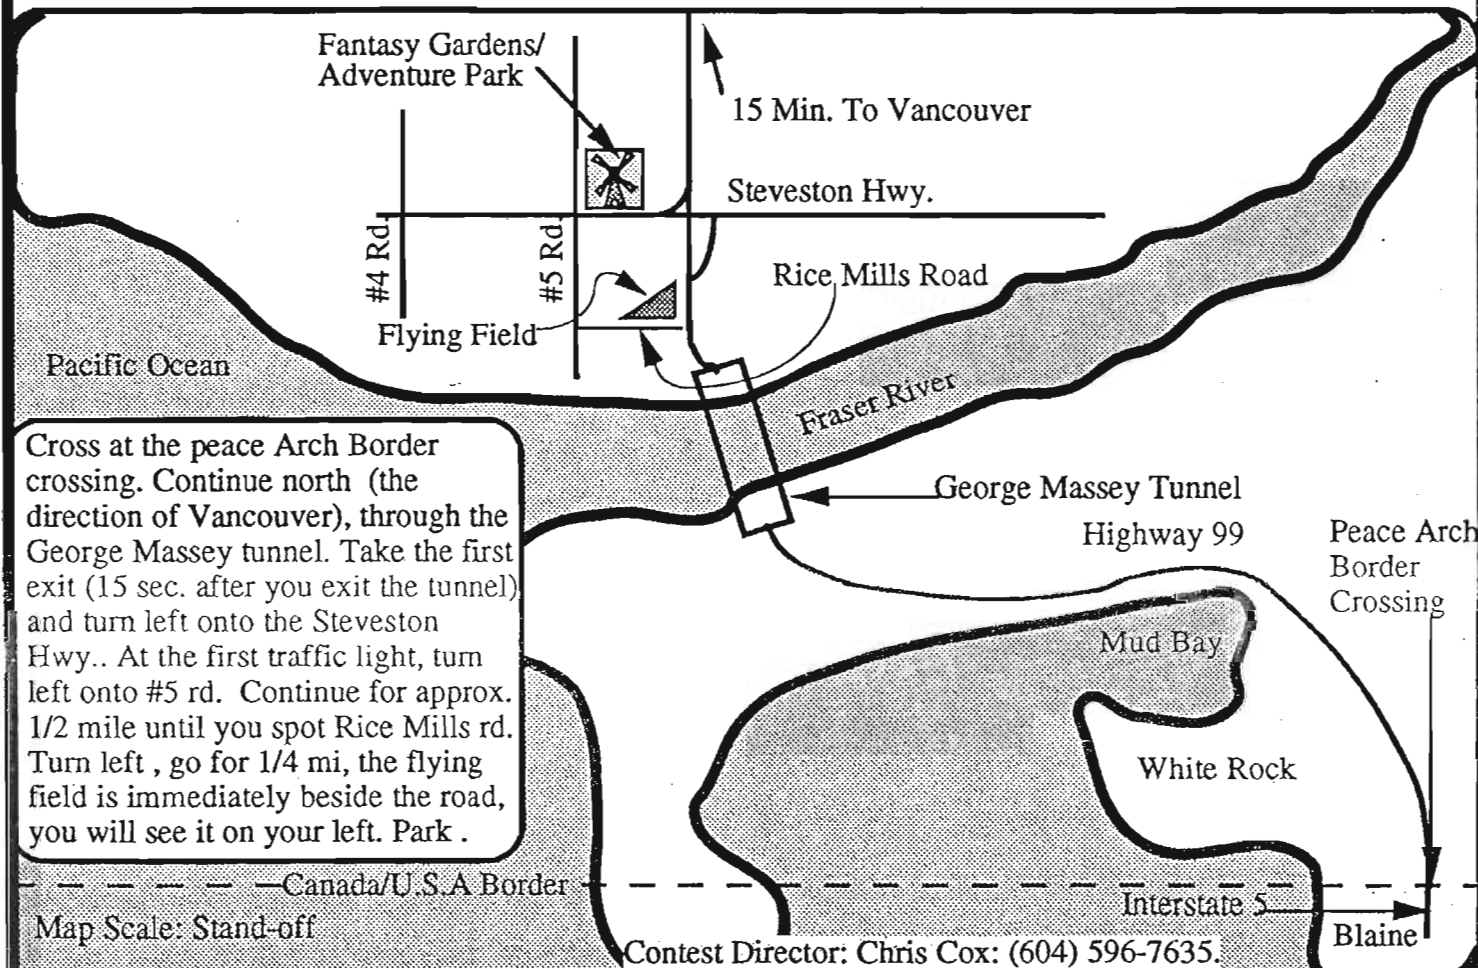 Fantasy Gardens/
Adventure Park
15 Min. To Vancouver
Steveston Hwy.
#4 Rd
#5 Rd
Rice Mills Road
Flying Field
Pacific Ocean
Fraser River
Cross at the peace Arch Border
crossing. Continue north (the
direction of Vancouver), through the
George Massey tunnel. Take the first
exit (15 sec. after you exit the tunnel)
and turn left onto the Steveston
Hwy.. At the first traffic light, turn
left onto #5 rd. Continue for approx.
1/2 mile until you spot Rice Mills rd.
Turn left , go for 1/4 mi, the flying
field is immediately beside the road,
you will see it on your left. Park .
George Massey Tunnel
Highway 99
Peace Arch
Border
Crossing
Mud Bay
White Rock
Canada/U.S.A Border
Interstate 5
Map Scale: Stand-off
Blaine
Contest Director: Chris Cox: (604) 596-7635.